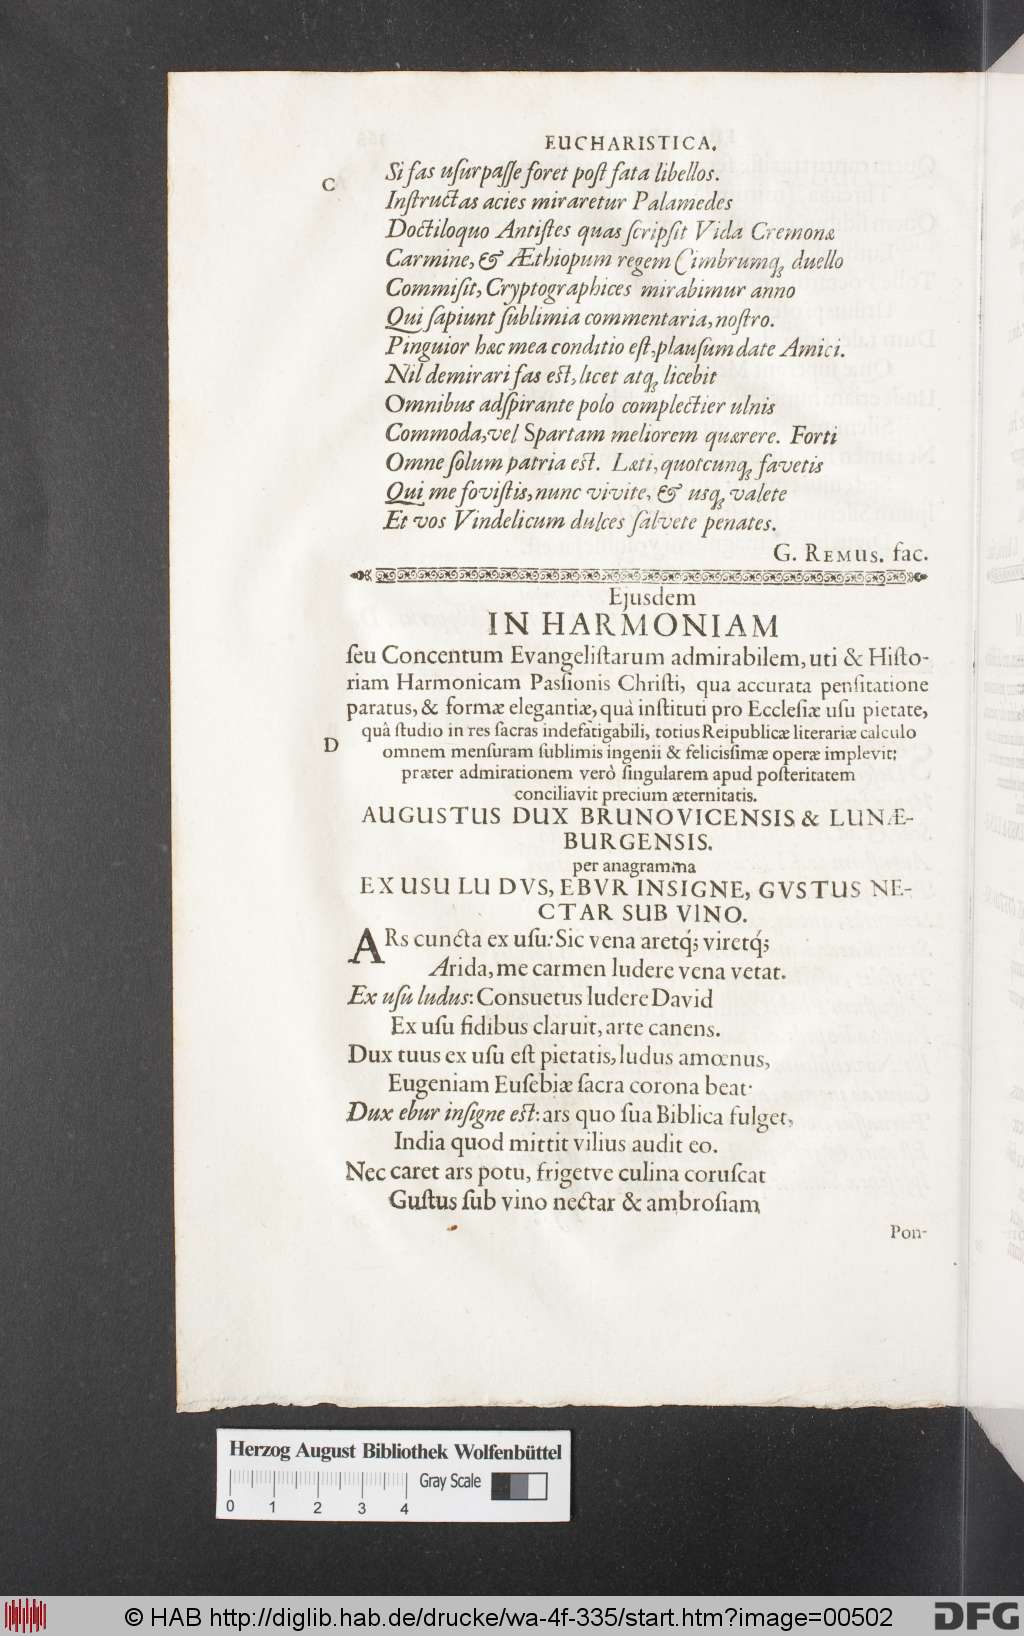 EUCHARISTICA.
C
Si fas uſurpaſſe foret poſt fata libellos.
Inſtructas acies miraretur Palamedes
Doctiloquo Antiſtes quas ſcripſit Vida Cremonæ
Carmine, & Æthiopum regem Cimbrumq; duello
Commiſit, Cryptographices mirabimur anno
Qui ſapiunt ſublimia commentaria, noſtro.
Pinguior hæc mea conditio eſt, plauſum date Amici.
Nil demirari fas eſt, licet atq; licebit
Omnibus adſpirante polo complectier ulnis
Commoda, vel Spartam meliorem quærere. Forti
Omne ſolum patria eſt. Læti, quotcunq; favetis
Qui me foviſtis, nunc vivite, & usq; valete
Et vos Vindelicum dulces ſalvete penates.
G. REMUS. fac.
Ejusdem
IN HARMONIAM
ſeu Concentum Evangeliſtarum admirabilem, uti & Hiſto-
riam Harmonicam Paſſionis Chriſti, qua accurata penſitatione
paratus, & formæ elegantiæ, quà inſtituti pro Eccleſiæ uſu pietate,
quâ ſtudio in res ſacras indefatigabili, totius Reipublicæ literariæ calculo
D
omnem menſuram ſublimis ingenii & feliciſſimæ operæ implevit;
præter admirationem verò ſingularem apud poſteritatem
conciliavit precium æternitatis.
AUGUSTUS DUX BRUNOVICENSIS & LUNÆ-
BURGENSIS.
per anagramma
EX USU LU DVS, EBVR INSIGNE, GVSTUS NE-
CTAR SUB VINO.
ARs cuncta ex uſu: Sic vena aretq́; viretq́;
Arida, me carmen ludere vena vetat.
Ex uſu ludus: Conſuetus ludere David
Ex uſu fidibus claruit, arte canens.
Dux tuus ex uſu eſt pietatis, ludus amœnus,
Eugeniam Euſebiæ ſacra corona beat.
Dux ebur inſigne eſt: ars quo ſua Biblica fulget,
India quod mittit vilius audit eo.
Nec caret ars potu, frigetve culina coruſcat
Guſtus ſub vino nectar & ambroſiam
Pon-
Herzog August Bibliothek Wolfenbüttel
Gray Scale
0 1 2 3 4
© HAB http://diglib.hab.de/drucke/wa-4f-335/start.htm?image=00502
DFG